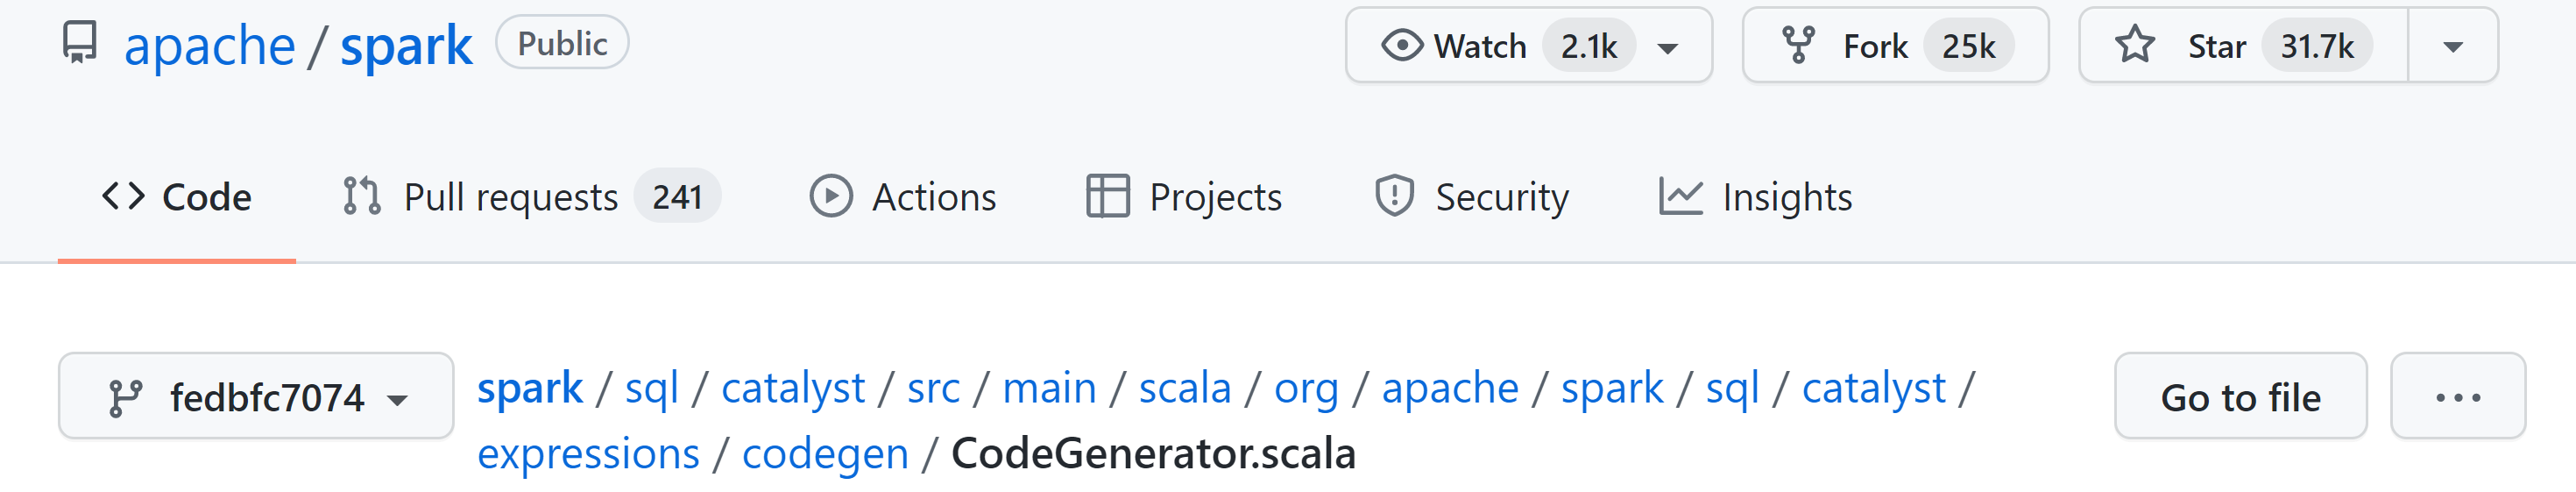 apache / spark Public Watch 2.1k Fork 25k Star 31.7k
Code Pull requests 241 Actions Projects Security Insights
fedbfc7074 spark / sql / catalyst / src / main / scala / org / apache / spark / sql / catalyst / Go to file ...
expressions / codegen / CodeGenerator.scala